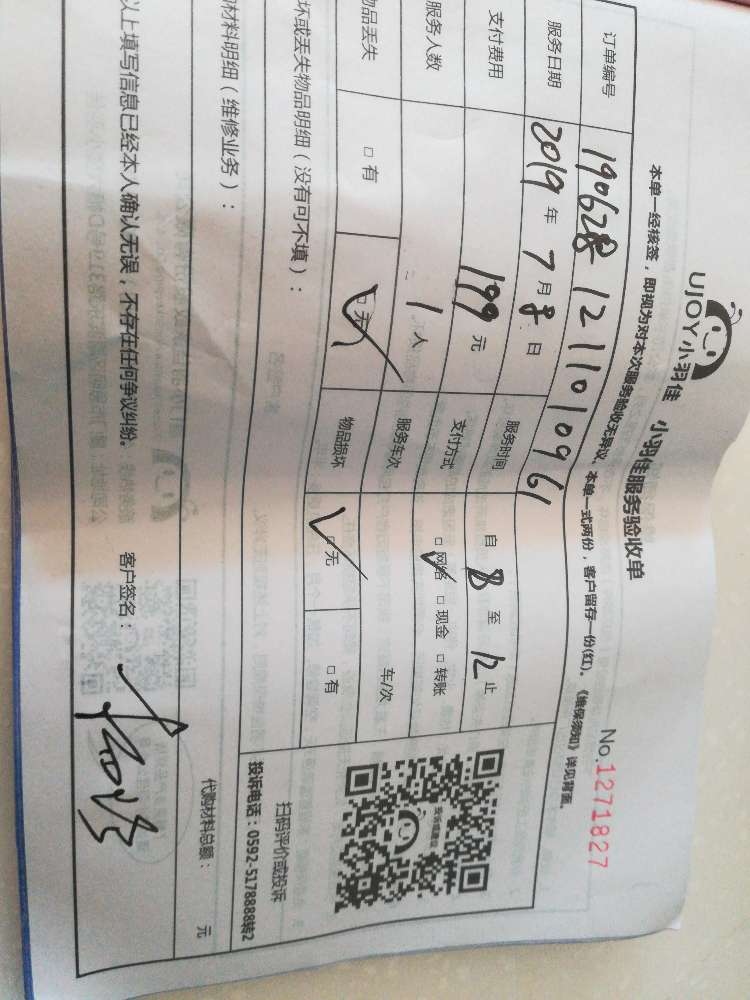 UJOY小羽佳 小羽佳服务验收单
No.1271827
本单一经核签，即视为对本次服务验收无异议，本单一式两份，客户留存一份(红)。《维保须知》详见背面。
订单编号 190628121101096
服务日期 2019 年 7 月 8 日 服务时间 自 8 至 12 止
支付费用 199 元 支付方式 □网络 □现金 □转账
服务人数 1 人 服务车次 车/次
物品丢失 □有 □无 物品损坏 □无 □有
坏或丢失物品明细（没有可不填）：
扫码评价或投诉
投诉电话：0592-5178888转2
材料明细（维修业务）：
代购材料总额： 元
以上填写信息已经本人确认无误，不存在任何争议纠纷。 客户签名：